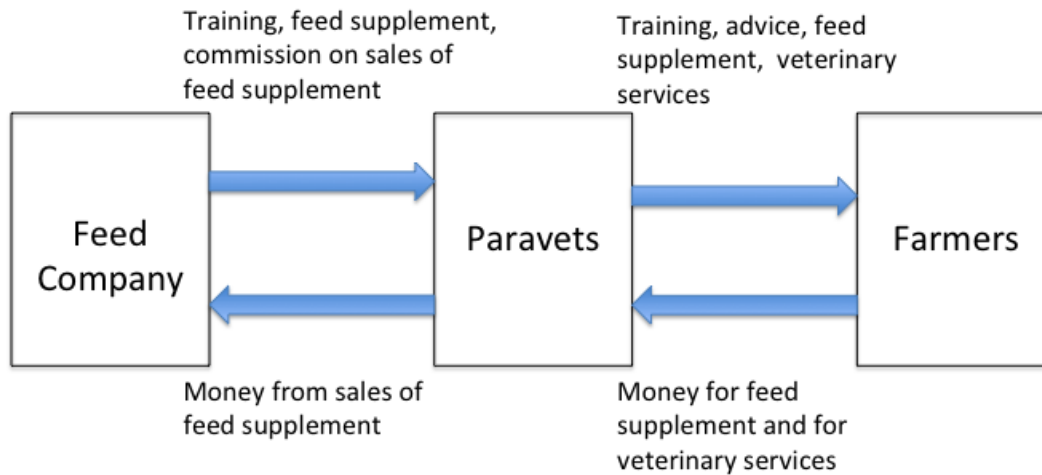 Training, feed supplement,
commission on sales of
feed supplement
Training, advice, feed
supplement,  veterinary
services
Feed
Company
Paravets
Farmers
Money from sales of
feed supplement
Money for feed
supplement and for
veterinary services